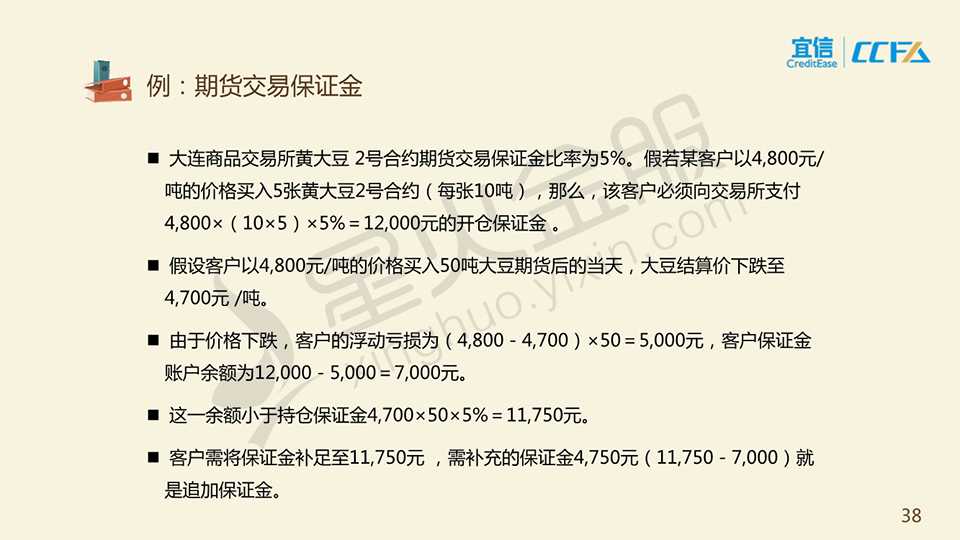 宜信
CreditEase
CCFA
例：期货交易保证金
■ 大连商品交易所黄大豆 2号合约期货交易保证金比率为5%。假若某客户以4,800元/
吨的价格买入5张黄大豆2号合约（每张10吨），那么，该客户必须向交易所支付
4,800×（10×5）×5%＝12,000元的开仓保证金 。
■ 假设客户以4,800元/吨的价格买入50吨大豆期货后的当天，大豆结算价下跌至
4,700元 /吨。
■ 由于价格下跌，客户的浮动亏损为（4,800－4,700）×50＝5,000元，客户保证金
账户余额为12,000－5,000＝7,000元。
■ 这一余额小于持仓保证金4,700×50×5%＝11,750元。
■ 客户需将保证金补足至11,750元 ，需补充的保证金4,750元（11,750－7,000）就
是追加保证金。
星火金服
xinghuo.yixin.com
38